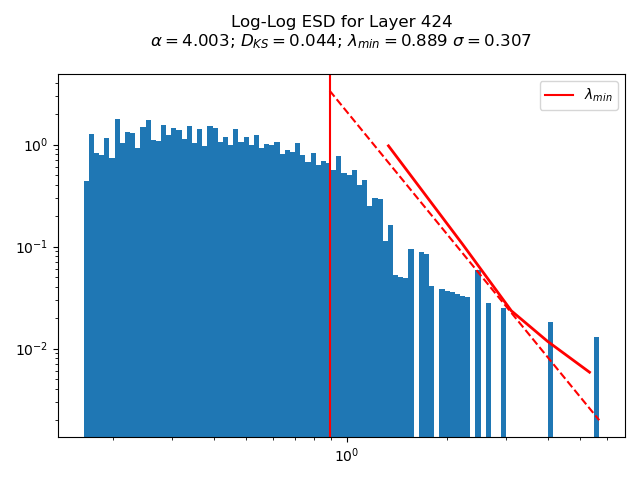 Log-Log ESD for Layer 424
α = 4.003; D_KS = 0.044; λ_min = 0.889 σ = 0.307
λ_min
10^0
10^-1
10^-2
10^0